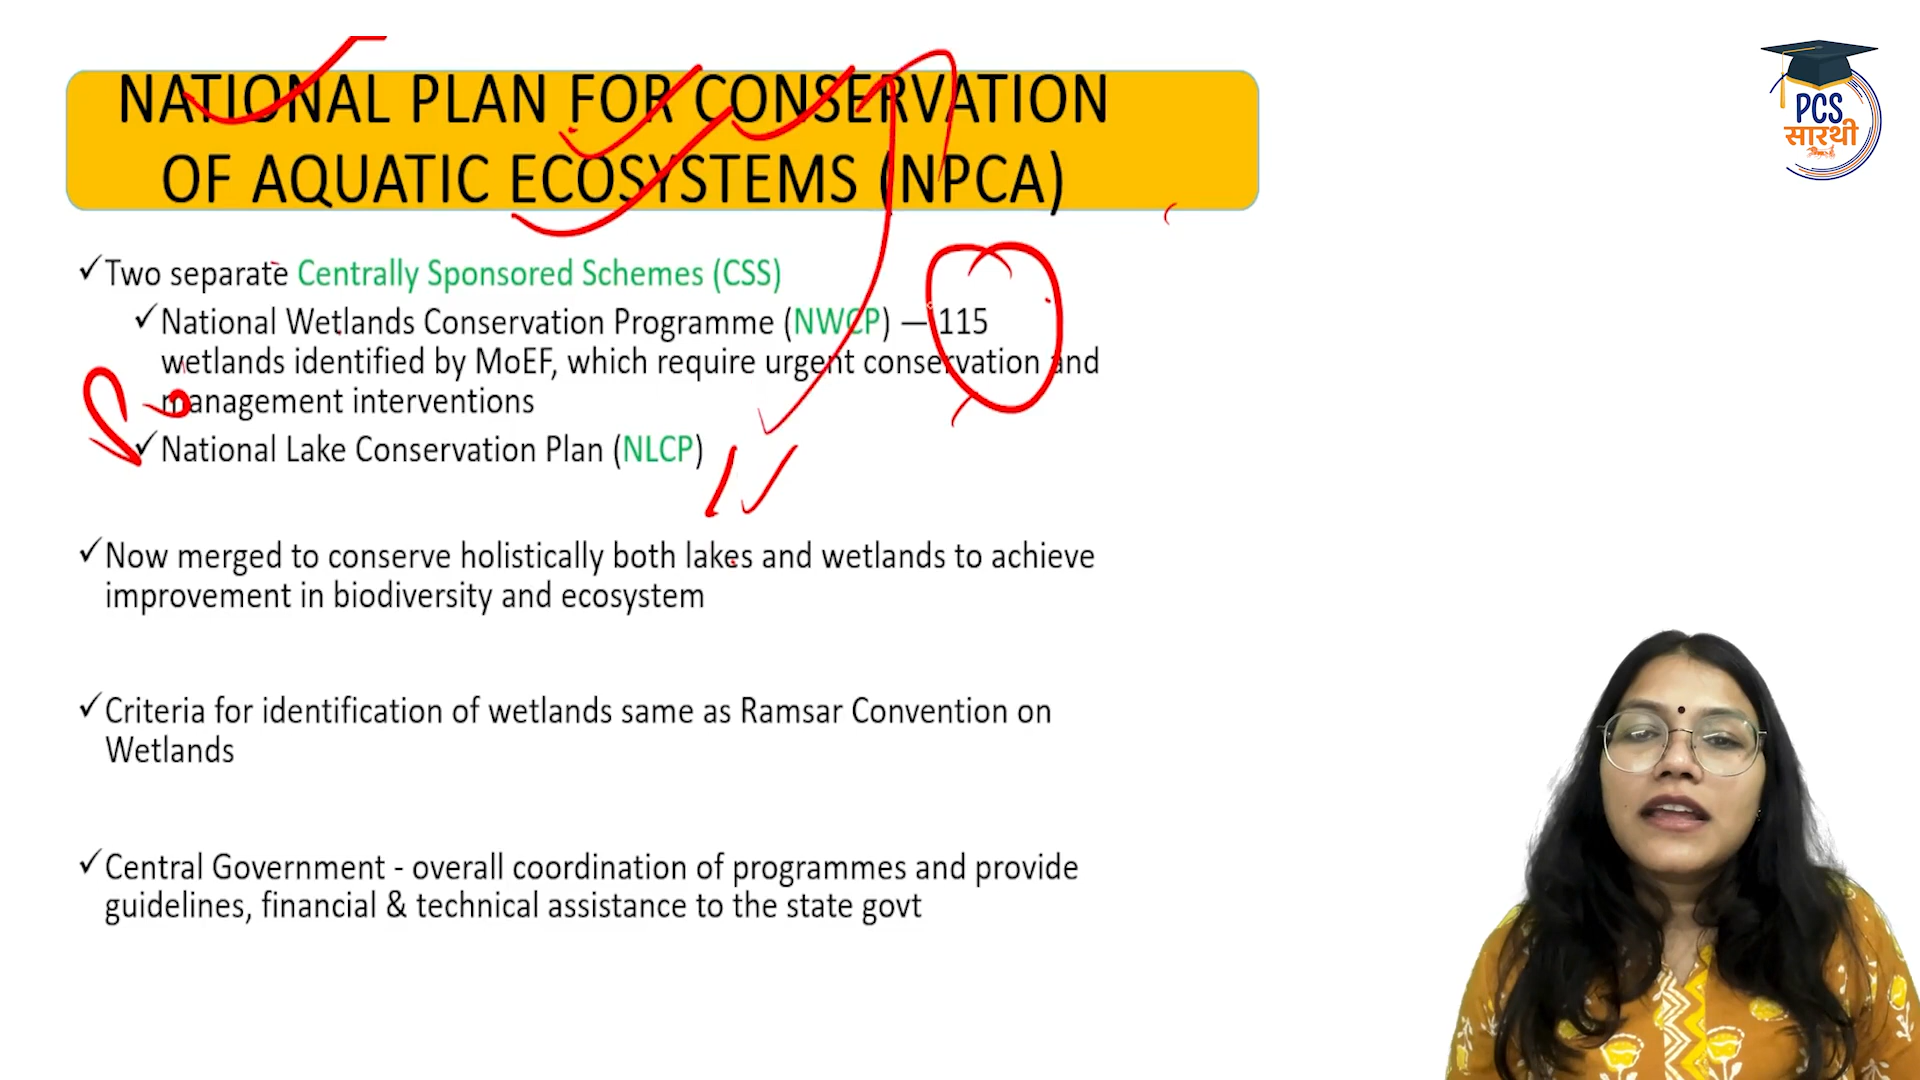 NATIONAL PLAN FOR CONSERVATION
OF AQUATIC ECOSYSTEMS (NPCA)
PCS
सारथी
✓Two separate Centrally Sponsored Schemes (CSS)
✓National Wetlands Conservation Programme (NWCP) — 115
wetlands identified by MoEF, which require urgent conservation and
management interventions
✓National Lake Conservation Plan (NLCP)
✓Now merged to conserve holistically both lakes and wetlands to achieve
improvement in biodiversity and ecosystem
✓Criteria for identification of wetlands same as Ramsar Convention on
Wetlands
✓Central Government - overall coordination of programmes and provide
guidelines, financial & technical assistance to the state govt